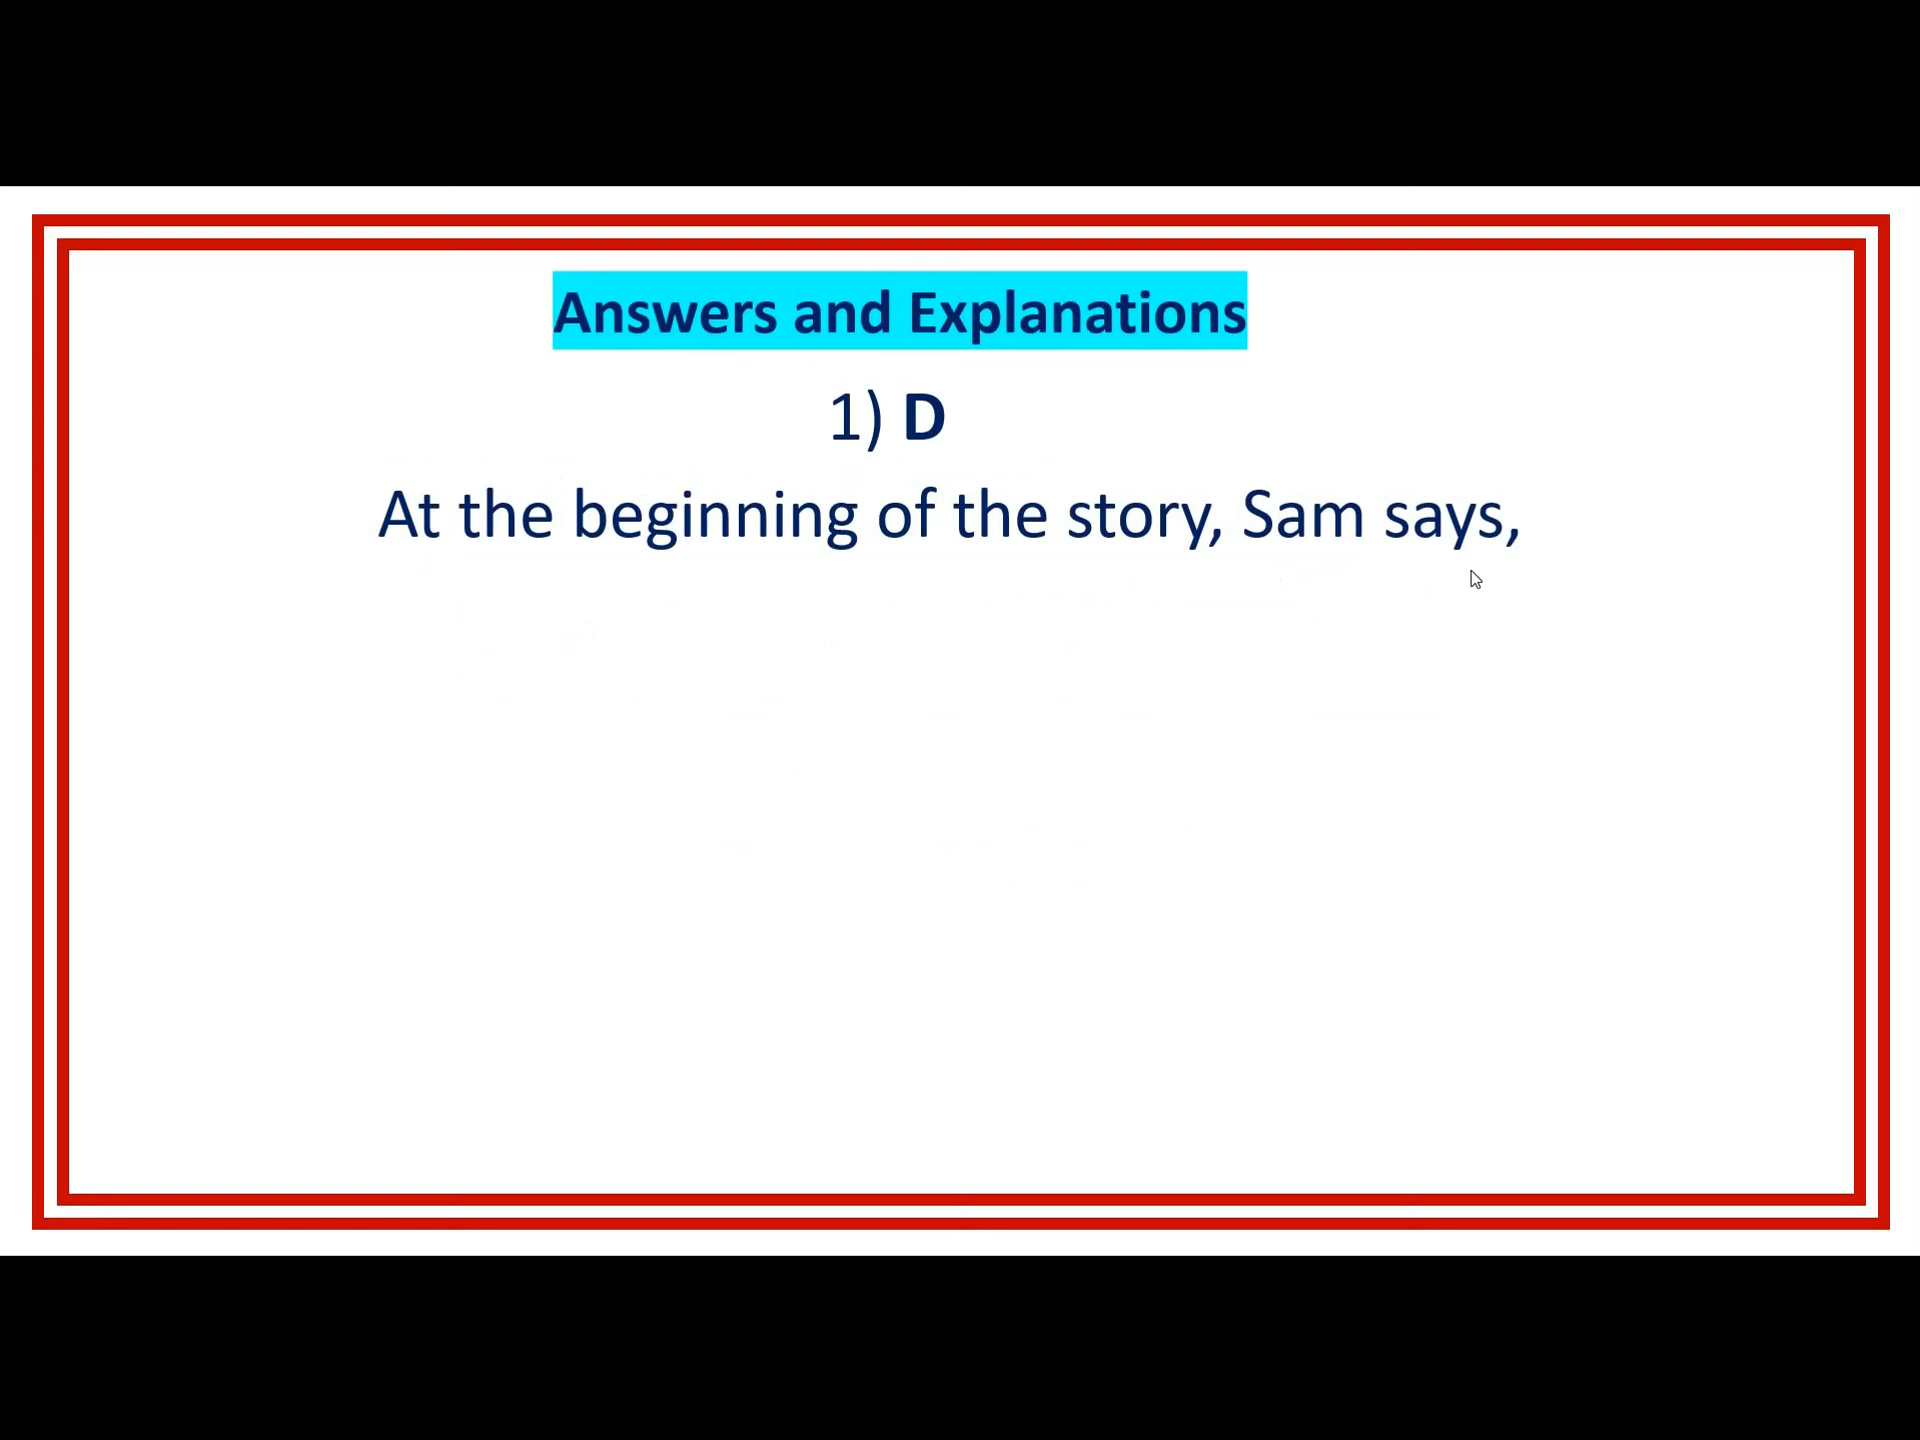 Answers and Explanations
1) D
At the beginning of the story, Sam says,